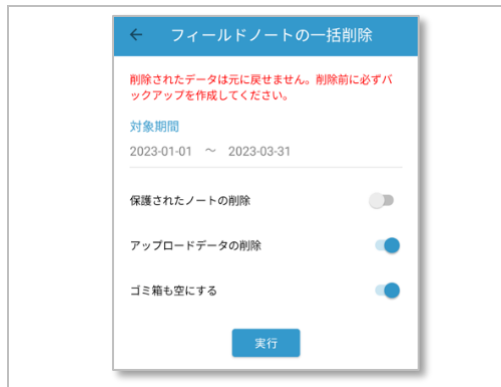 フィールドノートの一括削除
削除されたデータは元に戻せません。削除前に必ずバ
ックアップを作成してください。
対象期間
2023-01-01 ～ 2023-03-31
保護されたノートの削除
アップロードデータの削除
ゴミ箱も空にする
実行